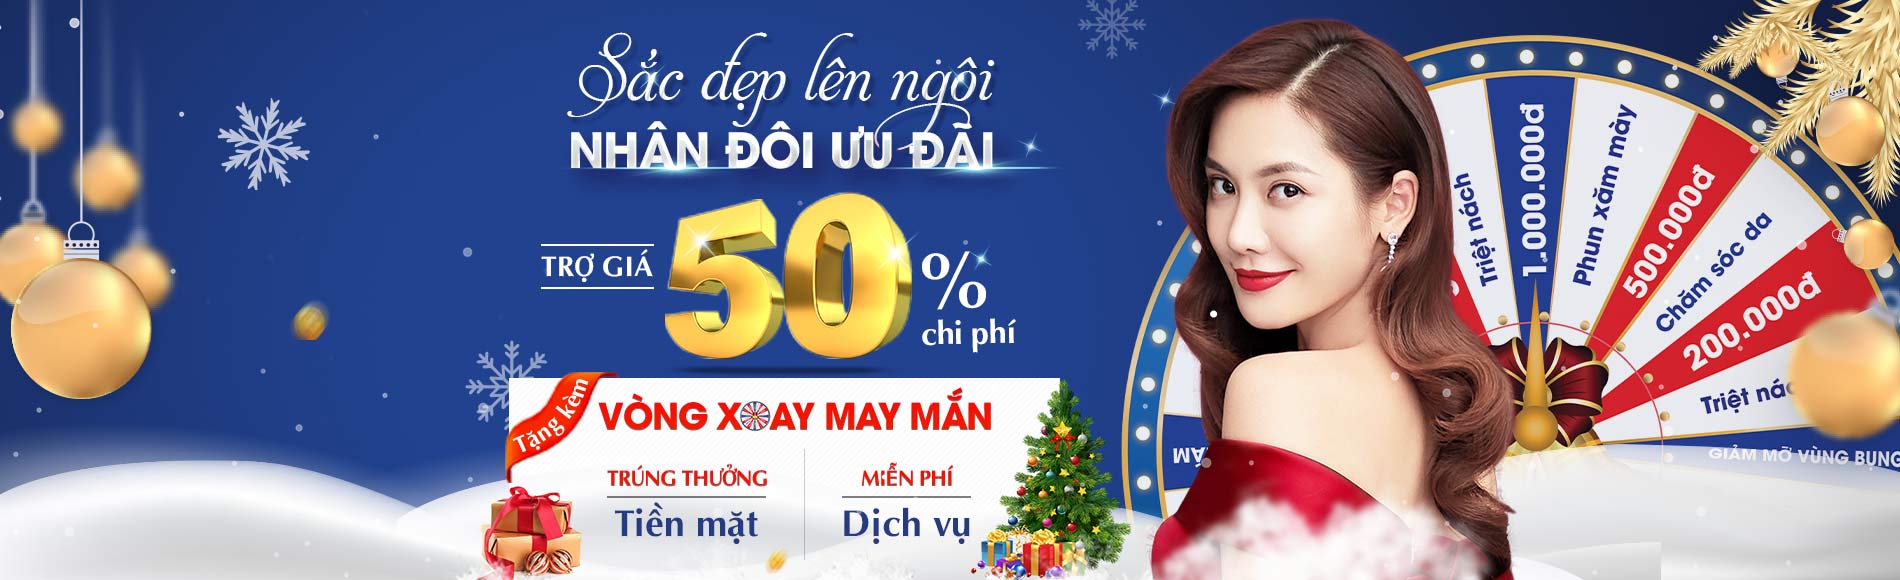 Sắc đẹp lên ngôi
NHÂN ĐÔI ƯU ĐÃI
TRỢ GIÁ
50%
chi phí
Tặng kèm
VÒNG XOAY MAY MẮN
TRÚNG THƯỞNG
Tiền mặt
MIỄN PHÍ
Dịch vụ
Triệt nách
1.000.000đ
Phun xăm mày
500.000đ
Chăm sóc da
200.000đ
Triệt nác
GIẢM MỠ VÙNG BỤNG